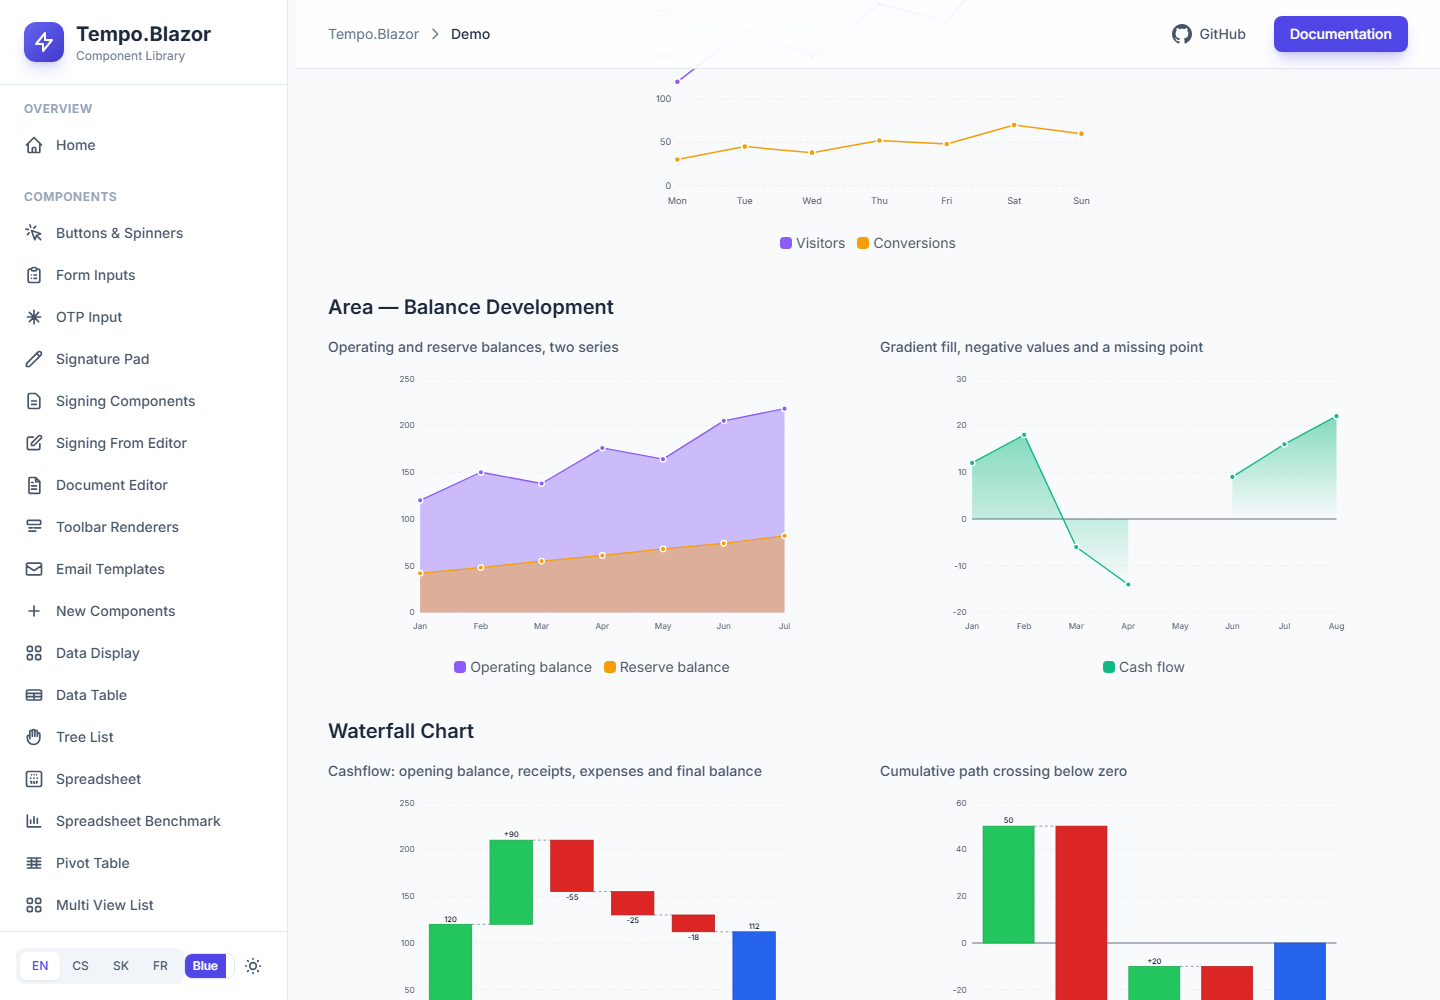 Tempo.Blazor
Component Library
OVERVIEW
Home
COMPONENTS
Buttons & Spinners
Form Inputs
OTP Input
Signature Pad
Signing Components
Signing From Editor
Document Editor
Toolbar Renderers
Email Templates
New Components
Data Display
Data Table
Tree List
Spreadsheet
Spreadsheet Benchmark
Pivot Table
Multi View List
EN CS SK FR Blue
Tempo.Blazor > Demo
GitHub
Documentation
100
50
0
Mon Tue Wed Thu Fri Sat Sun
Visitors Conversions
Area — Balance Development
Operating and reserve balances, two series
250
200
150
100
50
0
Jan Feb Mar Apr May Jun Jul
Operating balance Reserve balance
Gradient fill, negative values and a missing point
30
20
10
0
-10
-20
Jan Feb Mar Apr May Jun Jul Aug
Cash flow
Waterfall Chart
Cashflow: opening balance, receipts, expenses and final balance
250
200
150
100
50
120
+90
-55
-25
-18
112
Cumulative path crossing below zero
60
40
20
0
-20
50
+20